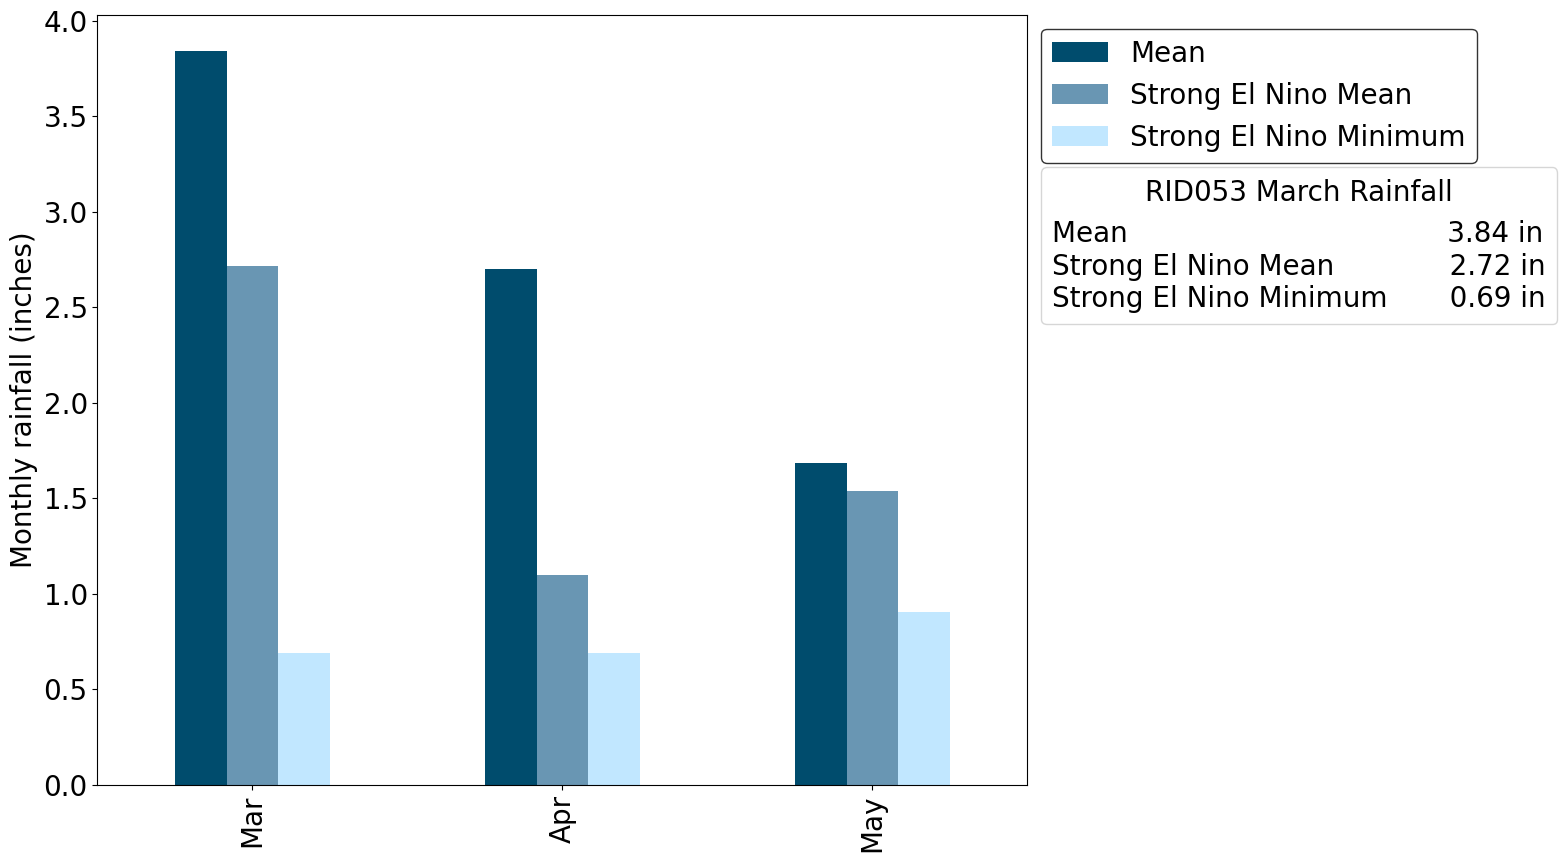 4.0
3.5
3.0
2.5
2.0
1.5
1.0
0.5
0.0
Monthly rainfall (inches)
Mar
Apr
May
Mean
Strong El Nino Mean
Strong El Nino Minimum
RID053 March Rainfall
Mean 3.84 in
Strong El Nino Mean 2.72 in
Strong El Nino Minimum 0.69 in